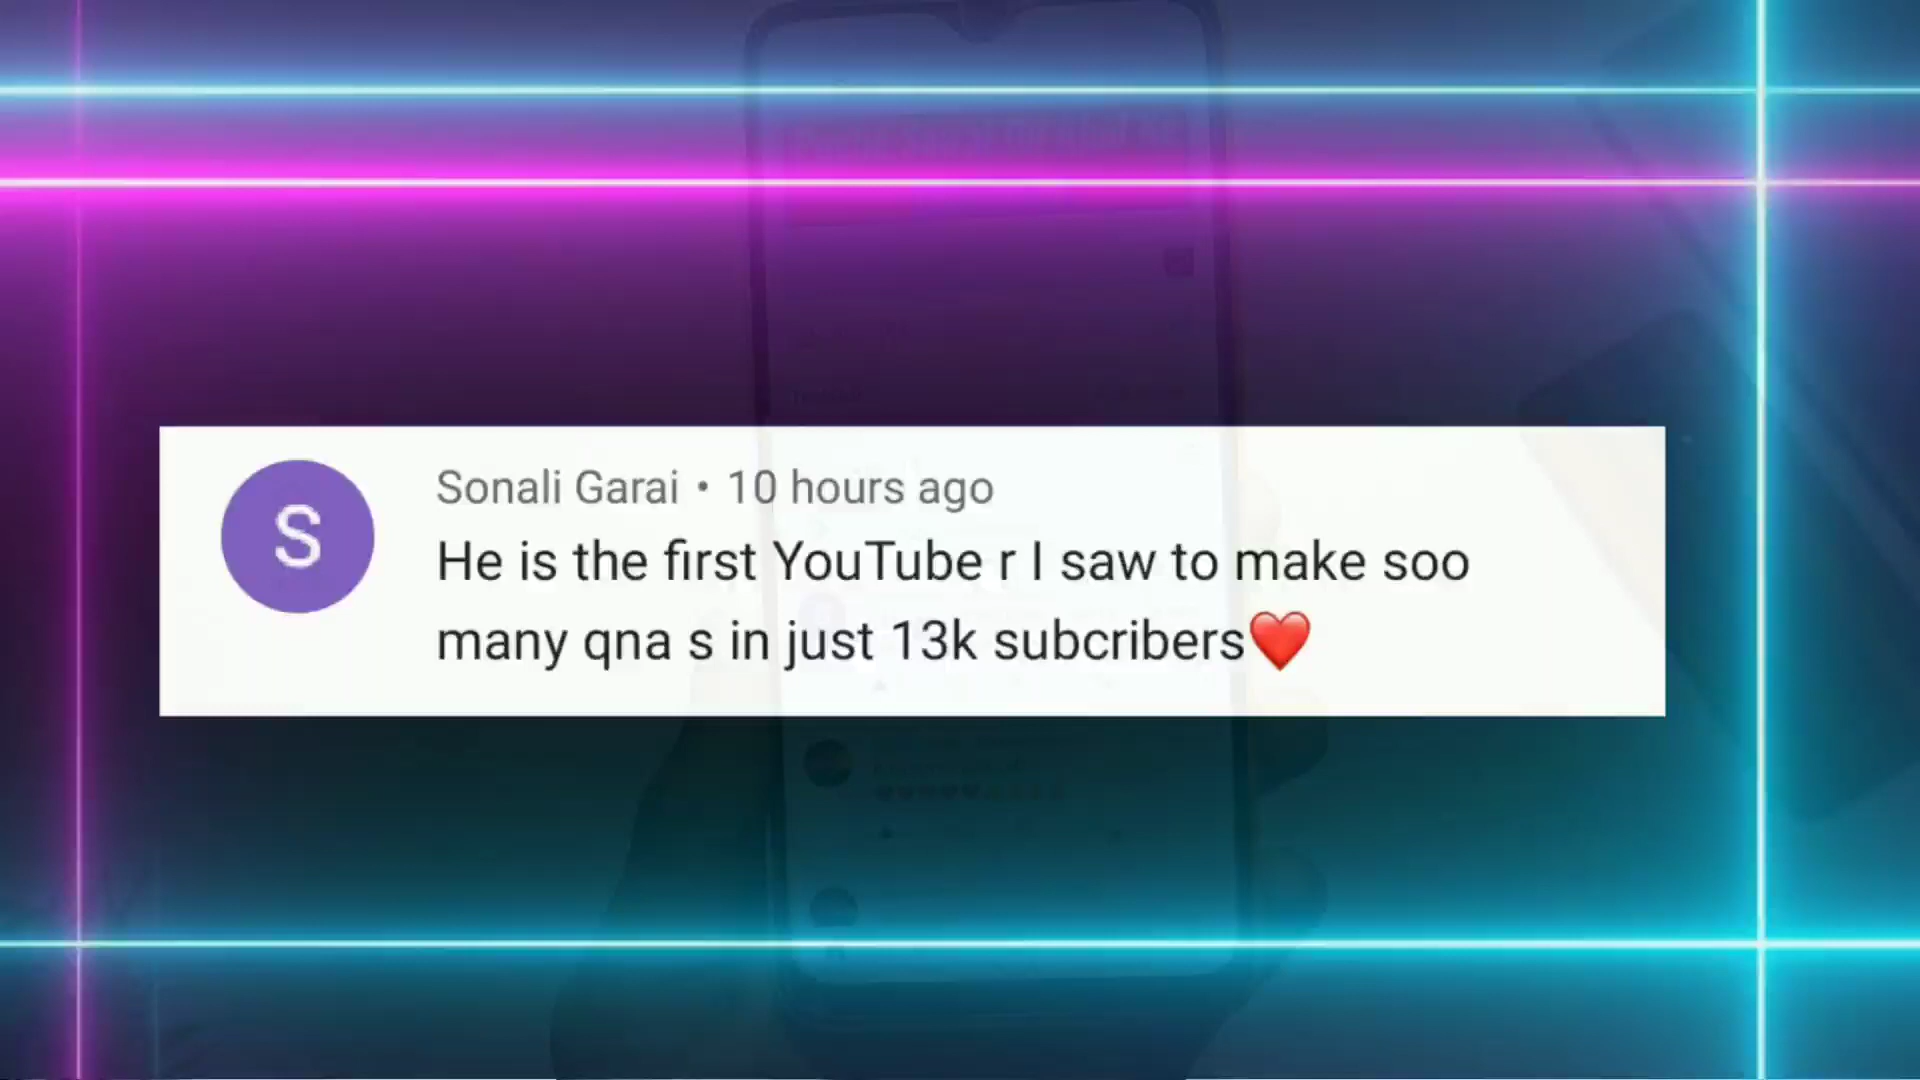 S
Sonali Garai • 10 hours ago
He is the first YouTube r I saw to make soo
many qna s in just 13k subcribers❤️